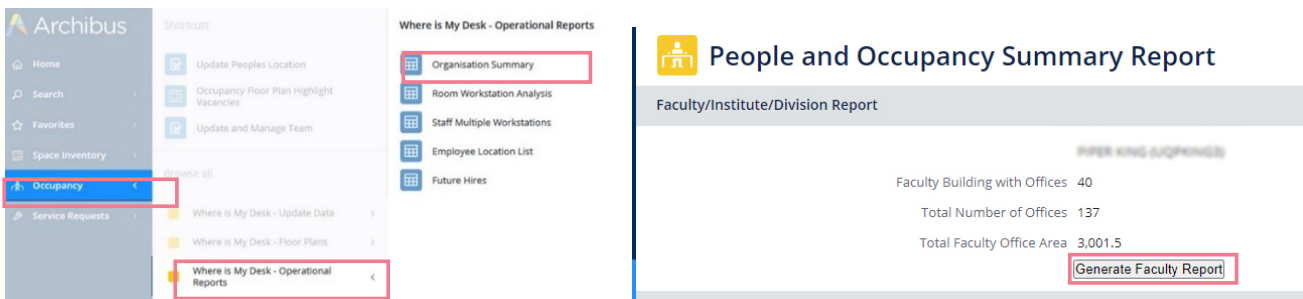 Archibus
Home
Search
Favorites
Space Inventory
Occupancy
Service Requests
Shortcuts
Update Peoples Location
Occupancy Floor Plan Highlight
Vacancies
Update and Manage Team
Browse all
Where is My Desk - Update Data
Where is My Desk - Floor Plans
Where is My Desk - Operational
Reports
Where is My Desk - Operational Reports
Organisation Summary
Room Workstation Analysis
Staff Multiple Workstations
Employee Location List
Future Hires
People and Occupancy Summary Report
Faculty/Institute/Division Report
Faculty Building with Offices 40
Total Number of Offices 137
Total Faculty Office Area 3,001.5
Generate Faculty Report